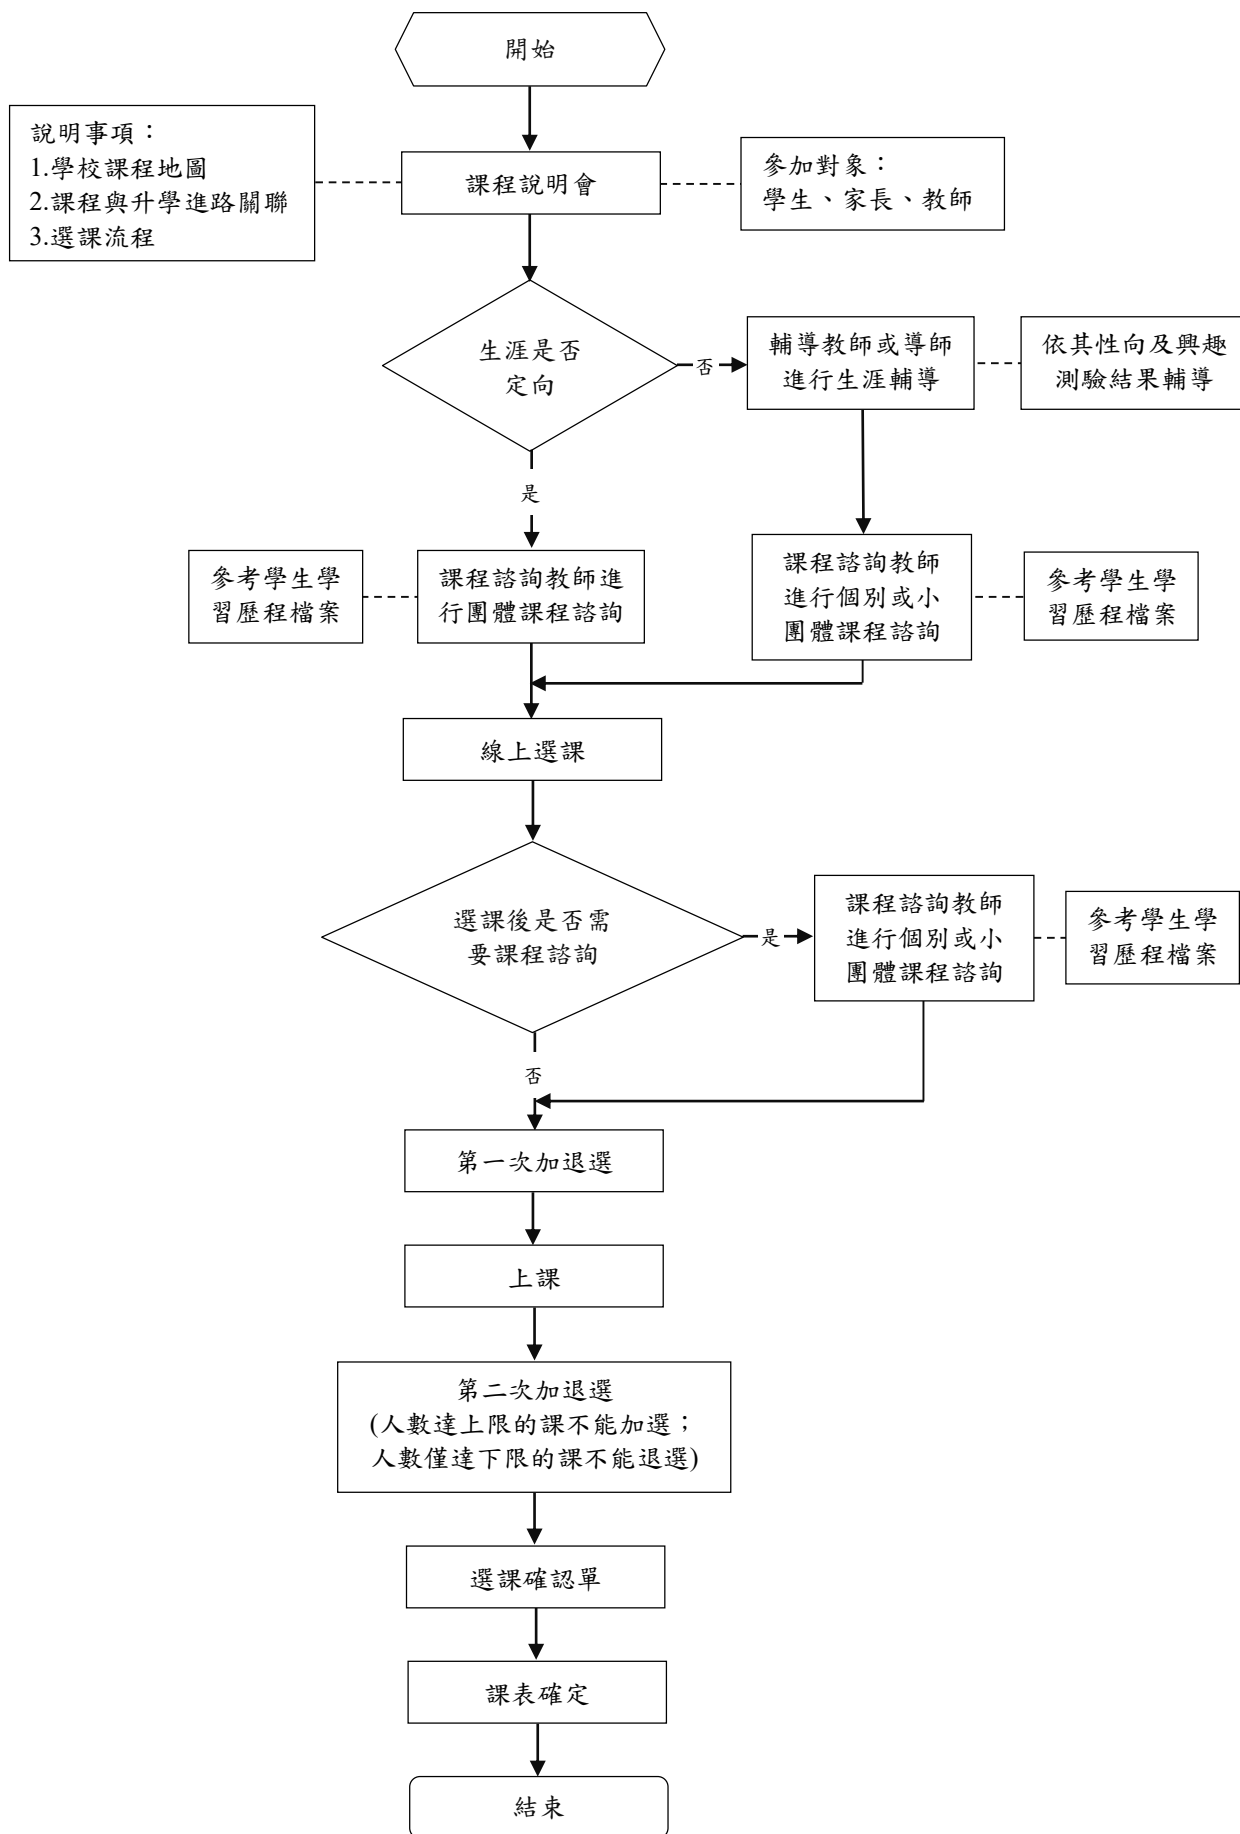 開始
說明事項：
1.學校課程地圖
2.課程與升學進路關聯
3.選課流程
課程說明會
參加對象：
學生、家長、教師
生涯是否
定向
否
輔導教師或導師
進行生涯輔導
依其性向及興趣
測驗結果輔導
是
參考學生學
習歷程檔案
課程諮詢教師進
行團體課程諮詢
課程諮詢教師
進行個別或小
團體課程諮詢
參考學生學
習歷程檔案
線上選課
選課後是否需
要課程諮詢
是
課程諮詢教師
進行個別或小
團體課程諮詢
參考學生學
習歷程檔案
否
第一次加退選
上課
第二次加退選
(人數達上限的課不能加選；
人數僅達下限的課不能退選)
選課確認單
課表確定
結束